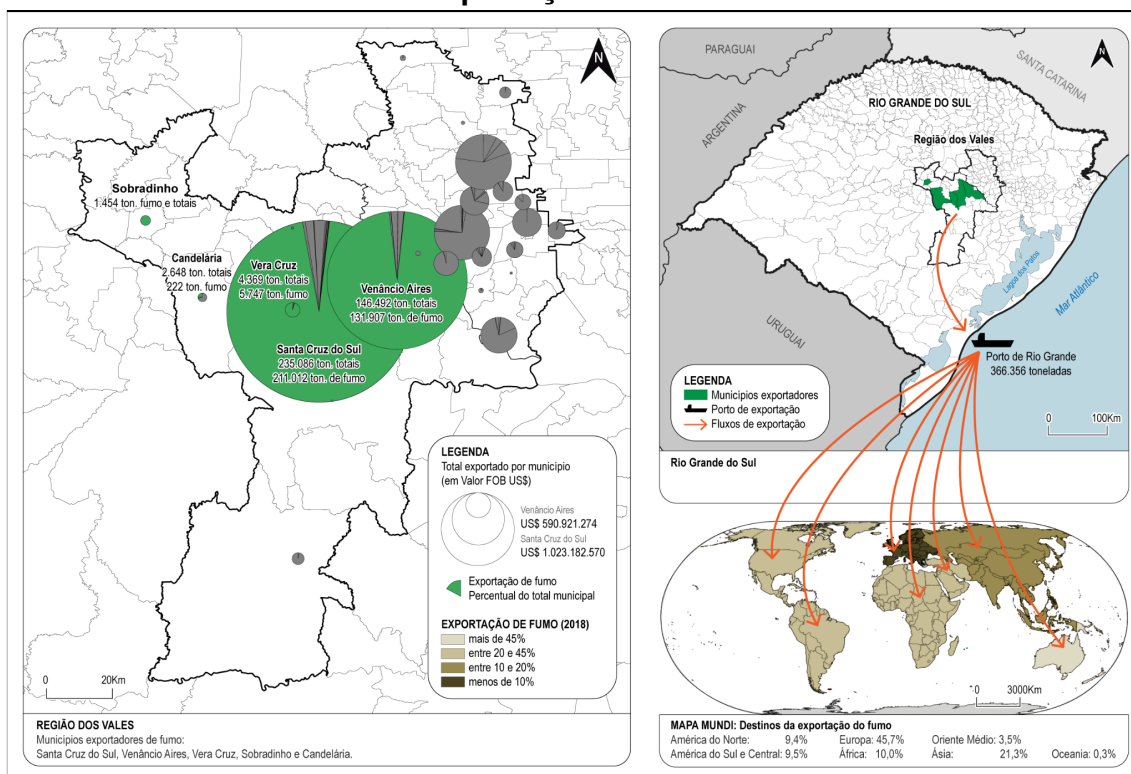 N
Sobradinho
1.454 ton. fumo e totais
Candelária
2.648 ton. totais
222 ton. fumo
Vera Cruz
4.369 ton. totais
5.747 ton. fumo
Venâncio Aires
146.492 ton. totais
131.907 ton. de fumo
Santa Cruz do Sul
235.086 ton. totais
211.012 ton. de fumo
LEGENDA
Total exportado por municipio
(em Valor FOB US$)
Venâncio Aires
US$ 590.921.274
Santa Cruz do Sul
US$ 1.023.182.570
Exportação de fumo
Percentual do total municipal
EXPORTAÇÃO DE FUMO (2018)
mais de 45%
entre 20 e 45%
entre 10 e 20%
menos de 10%
0 20Km
REGIÃO DOS VALES
Municipios exportadores de fumo:
Santa Cruz do Sul, Venâncio Aires, Vera Cruz, Sobradinho e Candelária.
N
PARAGUAI
SANTA CATARINA
ARGENTINA
RIO GRANDE DO SUL
Região dos Vales
Lagoa dos Patos
Mar Atlântico
URUGUAI
Porto de Rio Grande
366.356 toneladas
LEGENDA
Municípios exportadores
Porto de exportação
Fluxos de exportação
0 100Km
Rio Grande do Sul
0 3000Km
MAPA MUNDI: Destinos da exportação do fumo
América do Norte: 9,4% Europa: 45,7% Oriente Médio: 3,5%
América do Sul e Central: 9,5% África: 10,0% Ásia: 21,3% Oceania: 0,3%